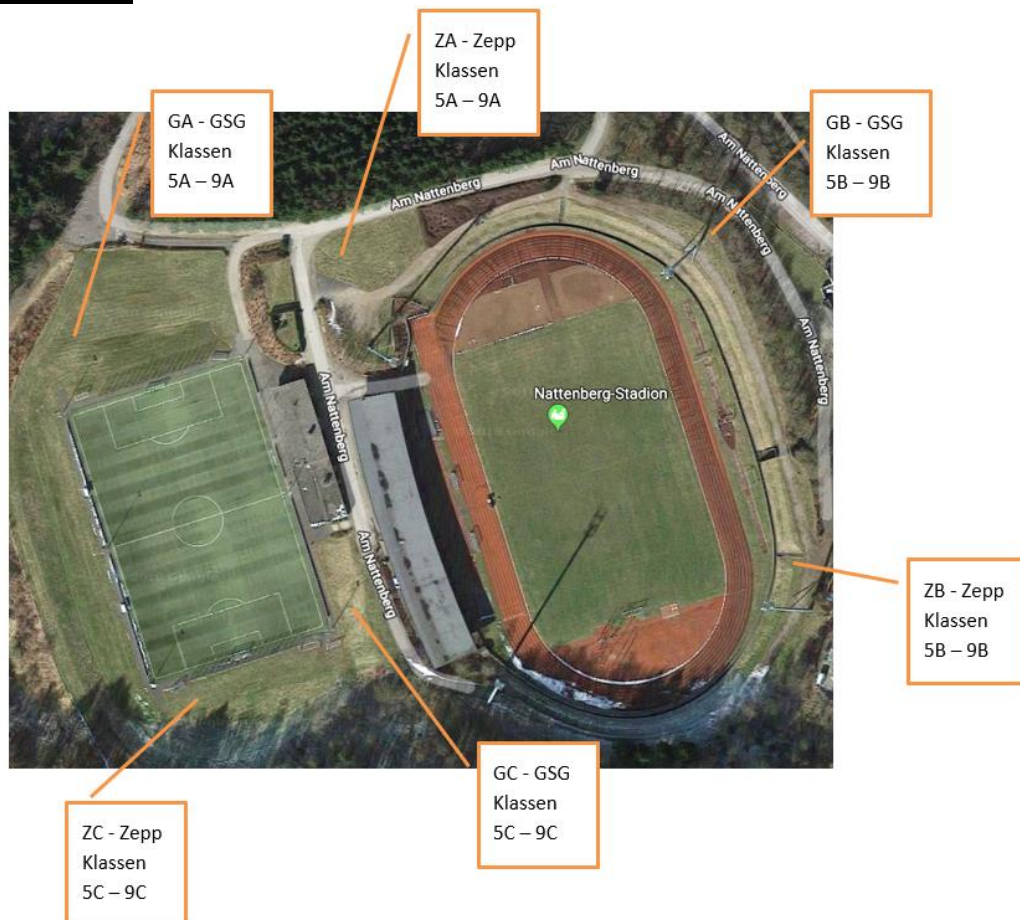 ZA - Zepp
Klassen
5A – 9A
GA - GSG
Klassen
5A – 9A
GB - GSG
Klassen
5B – 9B
Am Nattenberg
Am Nattenberg
Am Nattenberg
Am Nattenberg
Am Nattenberg
Nattenberg-Stadion
Am Nattenberg
Am Nattenberg
ZB - Zepp
Klassen
5B – 9B
GC - GSG
Klassen
5C – 9C
ZC - Zepp
Klassen
5C – 9C